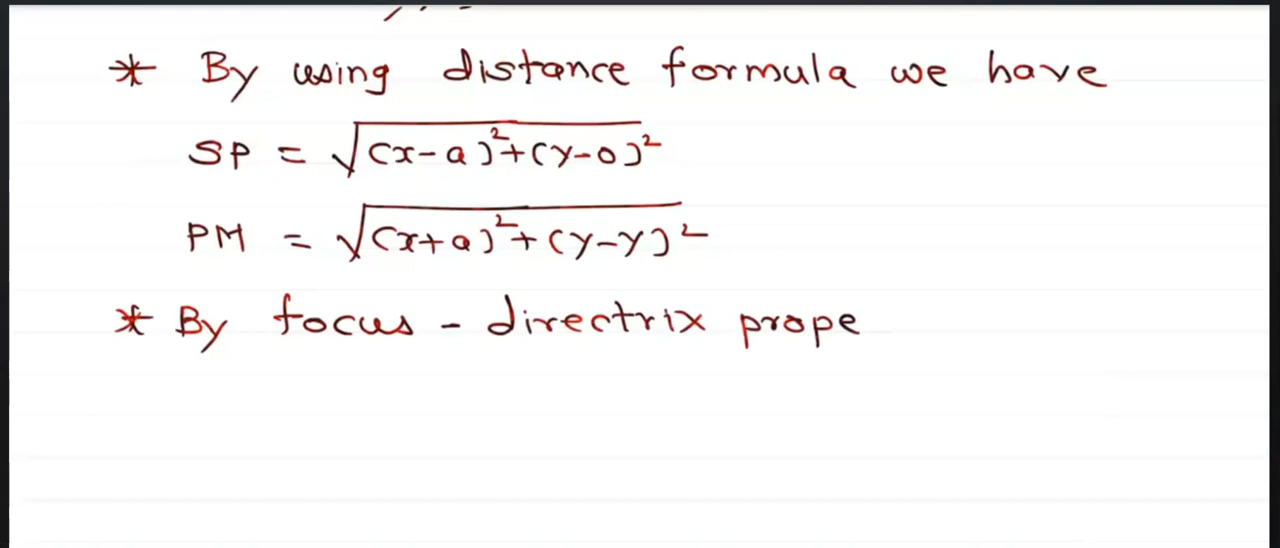 * By using distance formula we have
SP = √(x-a)²+(y-0)²
PM = √(x+a)²+(y-y)²
* By focus - directrix prope